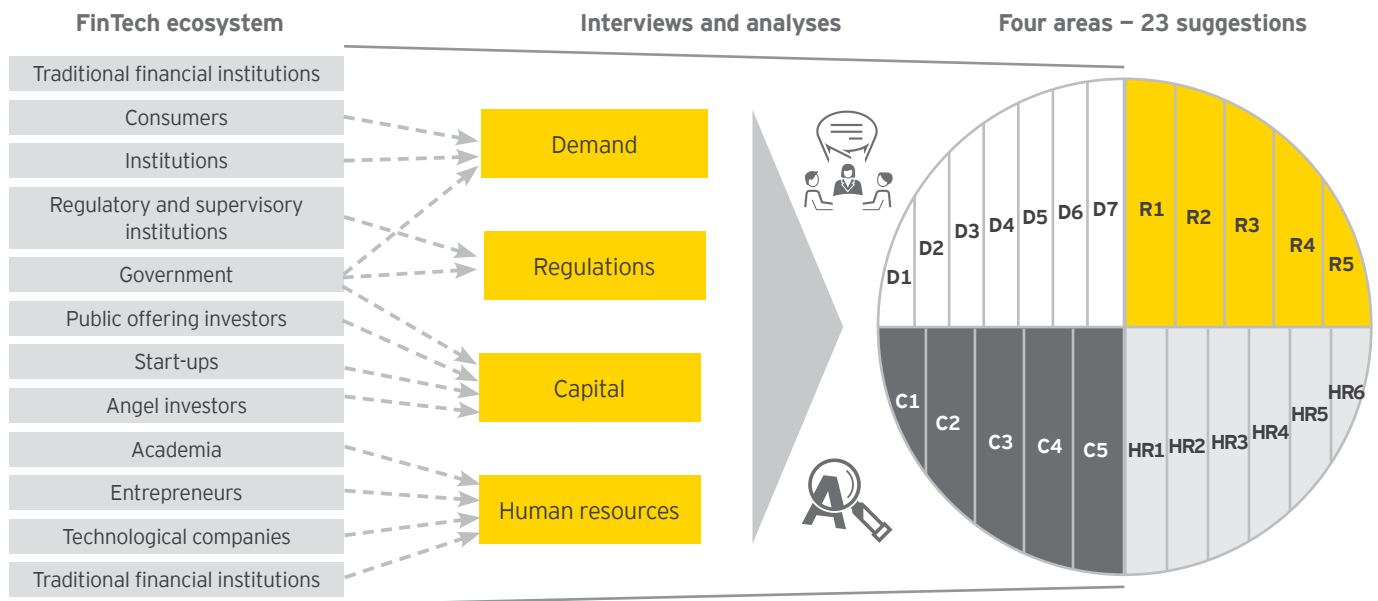 FinTech ecosystem
Interviews and analyses
Four areas – 23 suggestions
Traditional financial institutions
Consumers
Institutions
Regulatory and supervisory
institutions
Government
Public offering investors
Start-ups
Angel investors
Academia
Entrepreneurs
Technological companies
Traditional financial institutions
Demand
Regulations
Capital
Human resources
A
D1
D2
D3
D4
D5
D6
D7
R1
R2
R3
R4
R5
C1
C2
C3
C4
C5
HR1
HR2
HR3
HR4
HR5
HR6